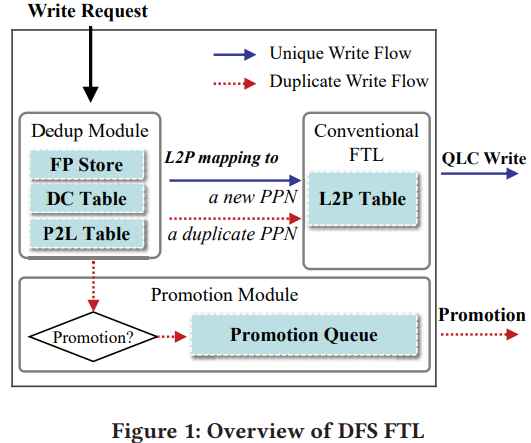 Write Request
Unique Write Flow
Duplicate Write Flow
Dedup Module
FP Store
DC Table
P2L Table
L2P mapping to
a new PPN
a duplicate PPN
Conventional
FTL
L2P Table
QLC Write
Promotion Module
Promotion?
Promotion Queue
Promotion
Figure 1: Overview of DFS FTL